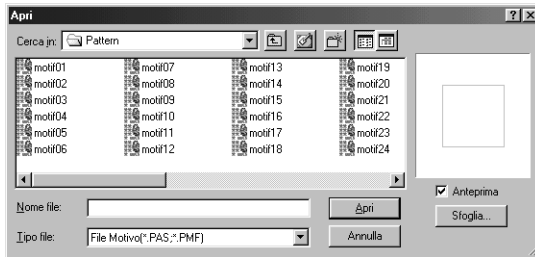 Apri
Cerca in: Pattern
motif01 motif07 motif13 motif19
motif02 motif08 motif14 motif20
motif03 motif09 motif15 motif21
motif04 motif10 motif16 motif22
motif05 motif11 motif17 motif23
motif06 motif12 motif18 motif24
Anteprima
Nome file: Apri
Sfoglia...
Tipo file: File Motivo(*.PAS;*.PMF) Annulla